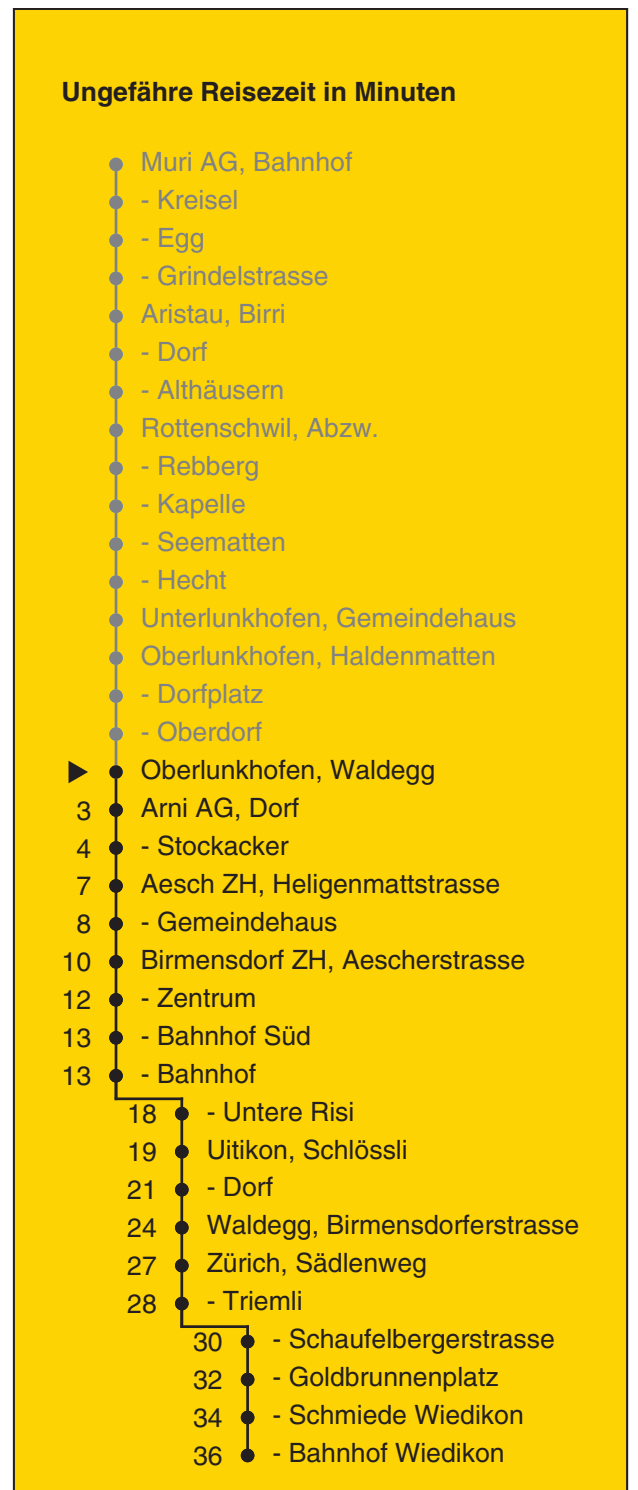 Ungefähre Reisezeit in Minuten
Muri AG, Bahnhof
- Kreisel
- Egg
- Grindelstrasse
Aristau, Birri
- Dorf
- Althäusern
Rottenschwil, Abzw.
- Rebberg
- Kapelle
- Seematten
- Hecht
Unterlunkhofen, Gemeindehaus
Oberlunkhofen, Haldenmatten
- Dorfplatz
- Oberdorf
Oberlunkhofen, Waldegg
3 Arni AG, Dorf
4 - Stockacker
7 Aesch ZH, Heligenmattstrasse
8 - Gemeindehaus
10 Birmensdorf ZH, Aescherstrasse
12 - Zentrum
13 - Bahnhof Süd
13 - Bahnhof
18 - Untere Risi
19 Uitikon, Schlössli
21 - Dorf
24 Waldegg, Birmensdorferstrasse
27 Zürich, Sädlenweg
28 - Triemli
30 - Schaufelbergerstrasse
32 - Goldbrunnenplatz
34 - Schmiede Wiedikon
36 - Bahnhof Wiedikon